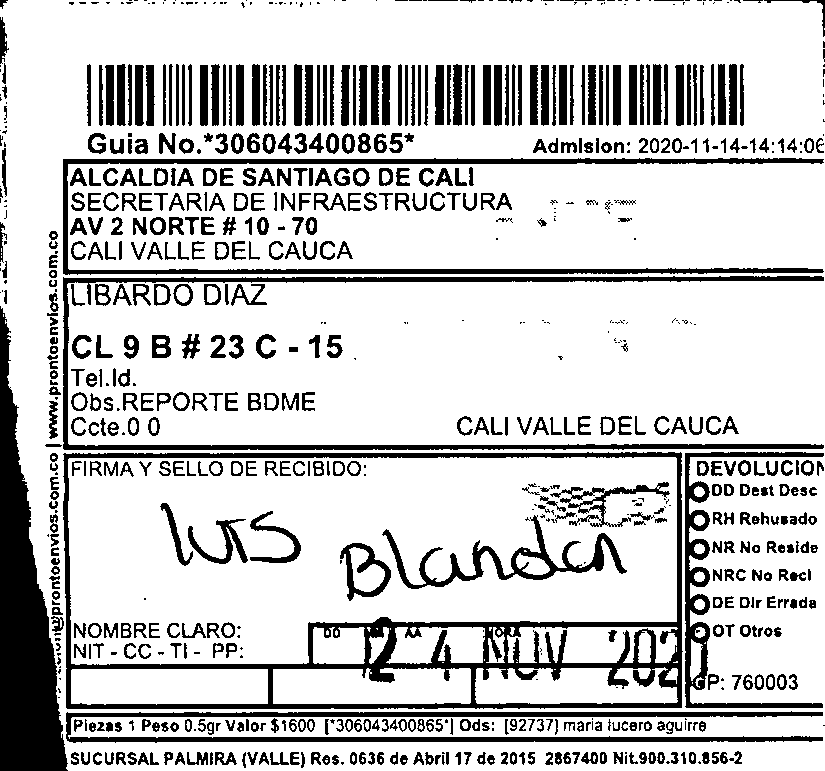 Guia No.*306043400865*
Admision: 2020-11-14-14:14:06
ALCALDIA DE SANTIAGO DE CALI
SECRETARIA DE INFRAESTRUCTURA
AV 2 NORTE # 10 - 70
CALI VALLE DEL CAUCA
LIBARDO DIAZ
CL 9 B # 23 C - 15
Tel.Id.
Obs.REPORTE BDME
Ccte.0 0
CALI VALLE DEL CAUCA
www.prontoenvios.com.co
@prontoenvios.com.co
FIRMA Y SELLO DE RECIBIDO:
luis Blandon
NOMBRE CLARO:
NIT - CC - TI - PP:
DD AA HORA
24 NOV 2020
DEVOLUCION
DD Dest Desc
RH Rehusado
NR No Reside
NRC No Recl
DE Dir Errada
OT Otros
CP: 760003
Piezas 1 Peso 0.5gr Valor $1600 [*306043400865*] Ods: [92737] maria lucero aguirre
SUCURSAL PALMIRA (VALLE) Res. 0636 de Abril 17 de 2015 2867400 Nit.900.310.856-2